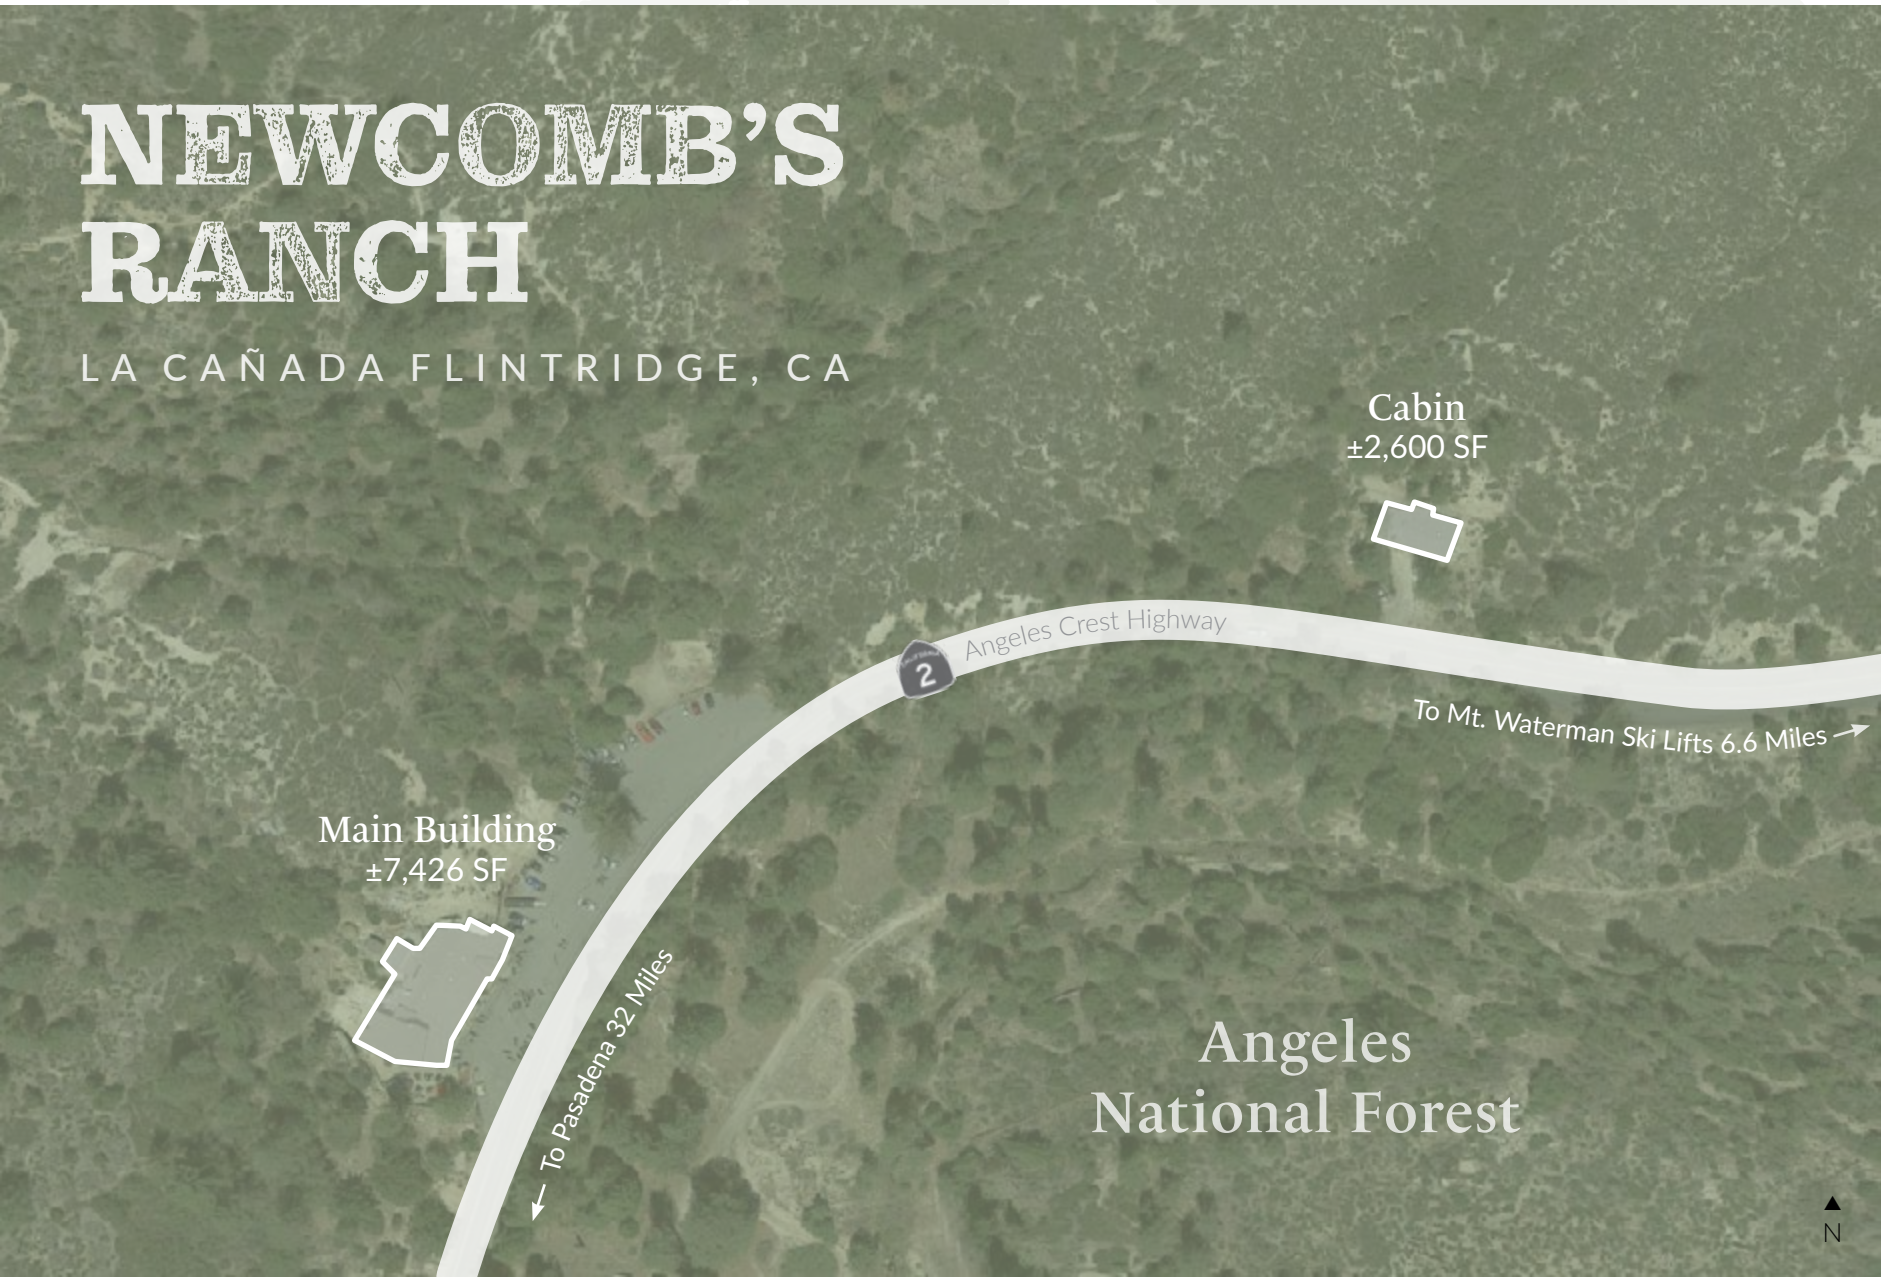 NEWCOMB'S
RANCH
LA CAÑADA FLINTRIDGE, CA
Cabin
±2,600 SF
Angeles Crest Highway
CALIFORNIA
2
To Mt. Waterman Ski Lifts 6.6 Miles
Main Building
±7,426 SF
To Pasadena 32 Miles
Angeles
National Forest
N